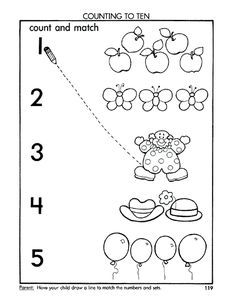 COUNTING TO TEN
count and match
1
2
3
4
5
Parent: Have your child draw a line to match the numbers and sets.
119